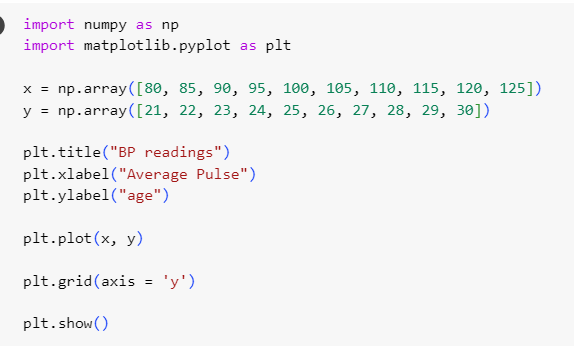 import numpy as np
import matplotlib.pyplot as plt
x = np.array([80, 85, 90, 95, 100, 105, 110, 115, 120, 125])
y = np.array([21, 22, 23, 24, 25, 26, 27, 28, 29, 30])
plt.title("BP readings")
plt.xlabel("Average Pulse")
plt.ylabel("age")
plt.plot(x, y)
plt.grid(axis = 'y')
plt.show()